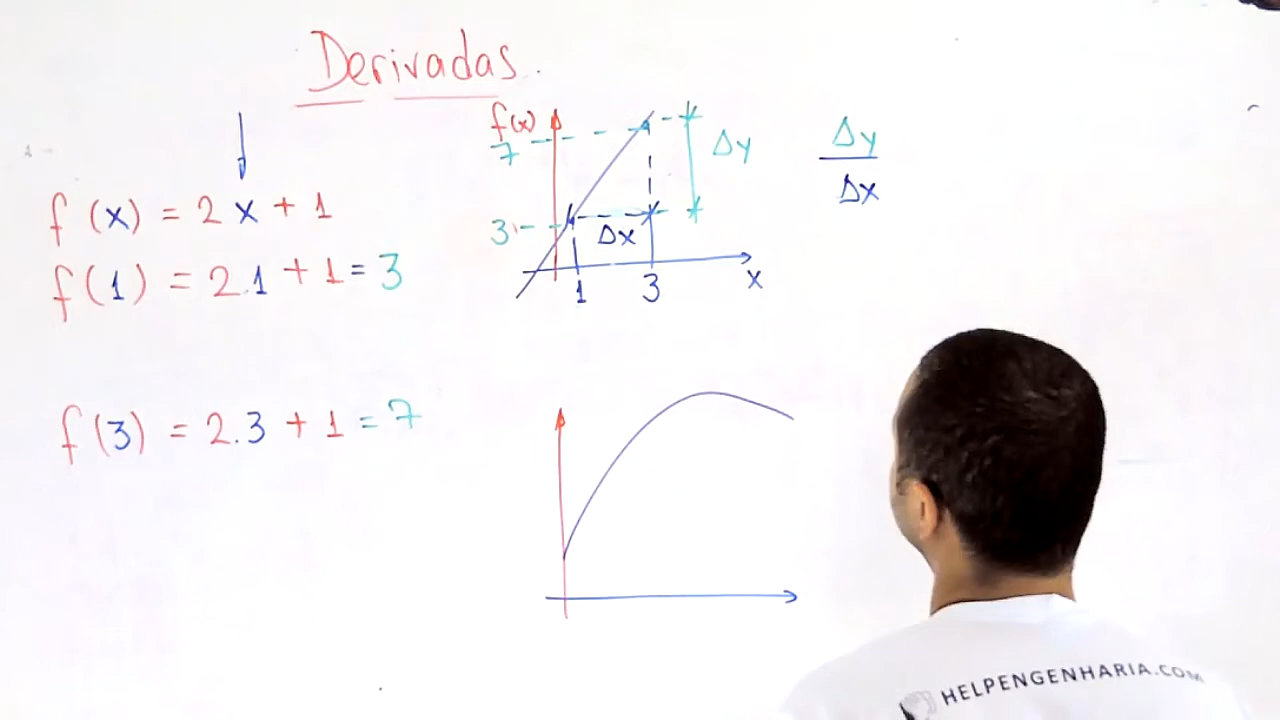 Derivadas
f(x) = 2x + 1
f(1) = 2.1 + 1 = 3
f(3) = 2.3 + 1 = 7
f(x)
7
3
Δx
Δy
1
3
x
Δy
Δx
HELPENGENHARIA.COM